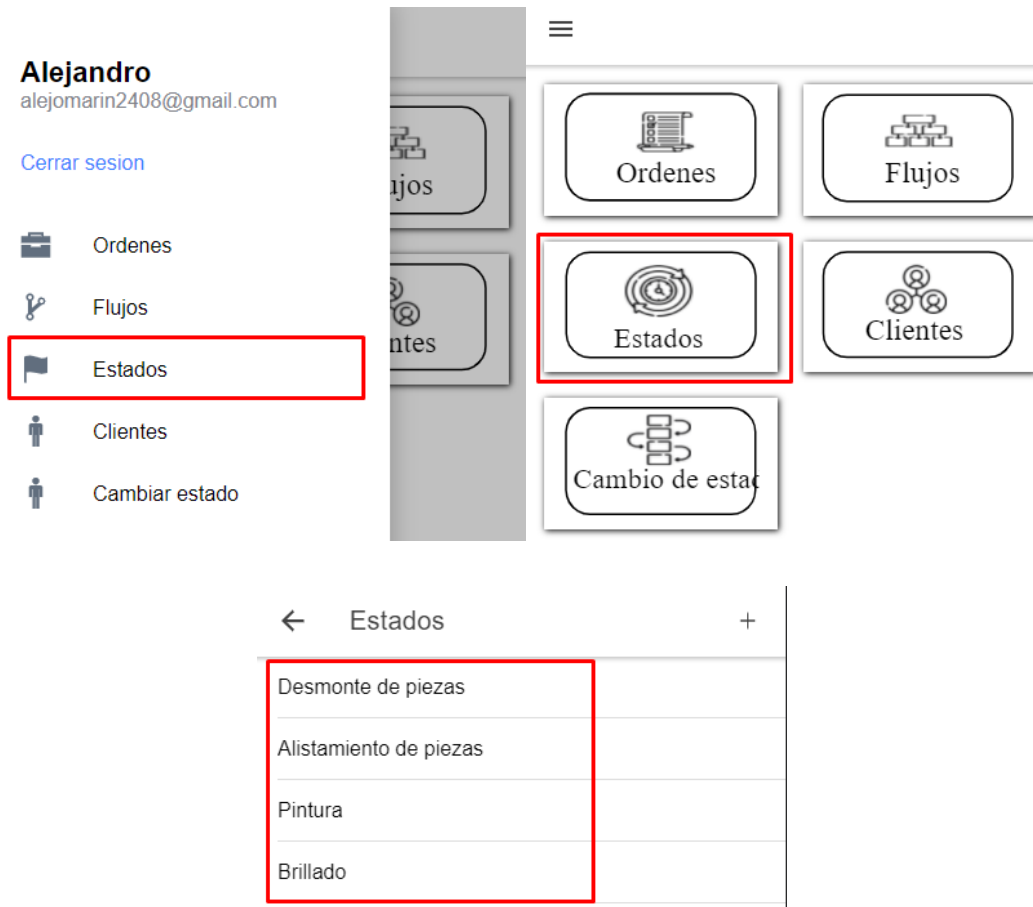 Alejandro
alejomarin2408@gmail.com
Cerrar sesion
Ordenes
Flujos
Estados
Clientes
Cambiar estado
ujos
ntes
Ordenes
Flujos
Estados
Clientes
Cambio de estad
Estados
Desmonte de piezas
Alistamiento de piezas
Pintura
Brillado